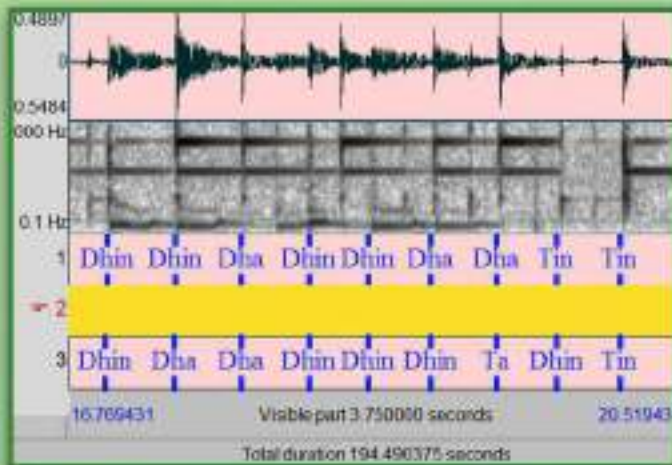 0.4897
0
0.5484
000 Hz
0.1 Hz
1 Dhin Dhin Dha Dhin Dhin Dha Dha Tin Tin
2
3 Dhin Dha Dha Dhin Dhin Dhin Ta Dhin Tin
16.769431 Visible part 3.750000 seconds 20.51943
Total duration 194.490375 seconds